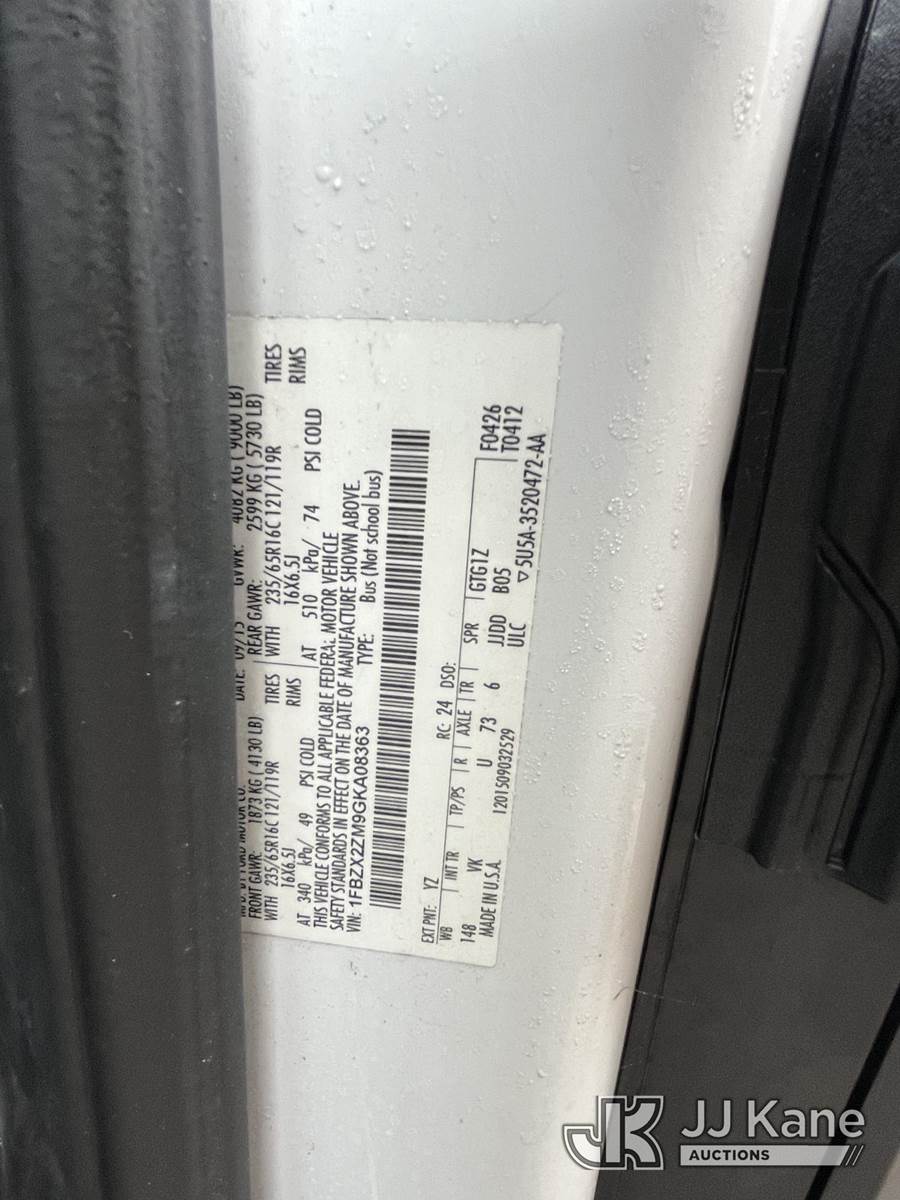 DATE: 09/15 GVWR: 4082 KG ( 9000 LB)
FRONT GAWR: 1873 KG ( 4130 LB) REAR GAWR: 2599 KG ( 5730 LB)
WITH 235/65R16C 121/119R TIRES WITH 235/65R16C 121/119R TIRES
16X6.5J RIMS 16X6.5J RIMS
AT 340 kPa/ 49 PSI COLD AT 510 kPa/ 74 PSI COLD
THIS VEHICLE CONFORMS TO ALL APPLICABLE FEDERAL MOTOR VEHICLE
SAFETY STANDARDS IN EFFECT ON THE DATE OF MANUFACTURE SHOWN ABOVE.
VIN: 1FBZX2ZM9GKA08363 TYPE: Bus (Not school bus)
EXT PNT: YZ RC: 24 DSO:
WB INT TR TP/PS R AXLE TR SPR GTG1Z F0426
148 VK U 73 6 JJDD B05 T0412
MADE IN U.S.A. 1201509032529 ULC ▽5U5A-3520472-AA
JK JJ Kane
AUCTIONS